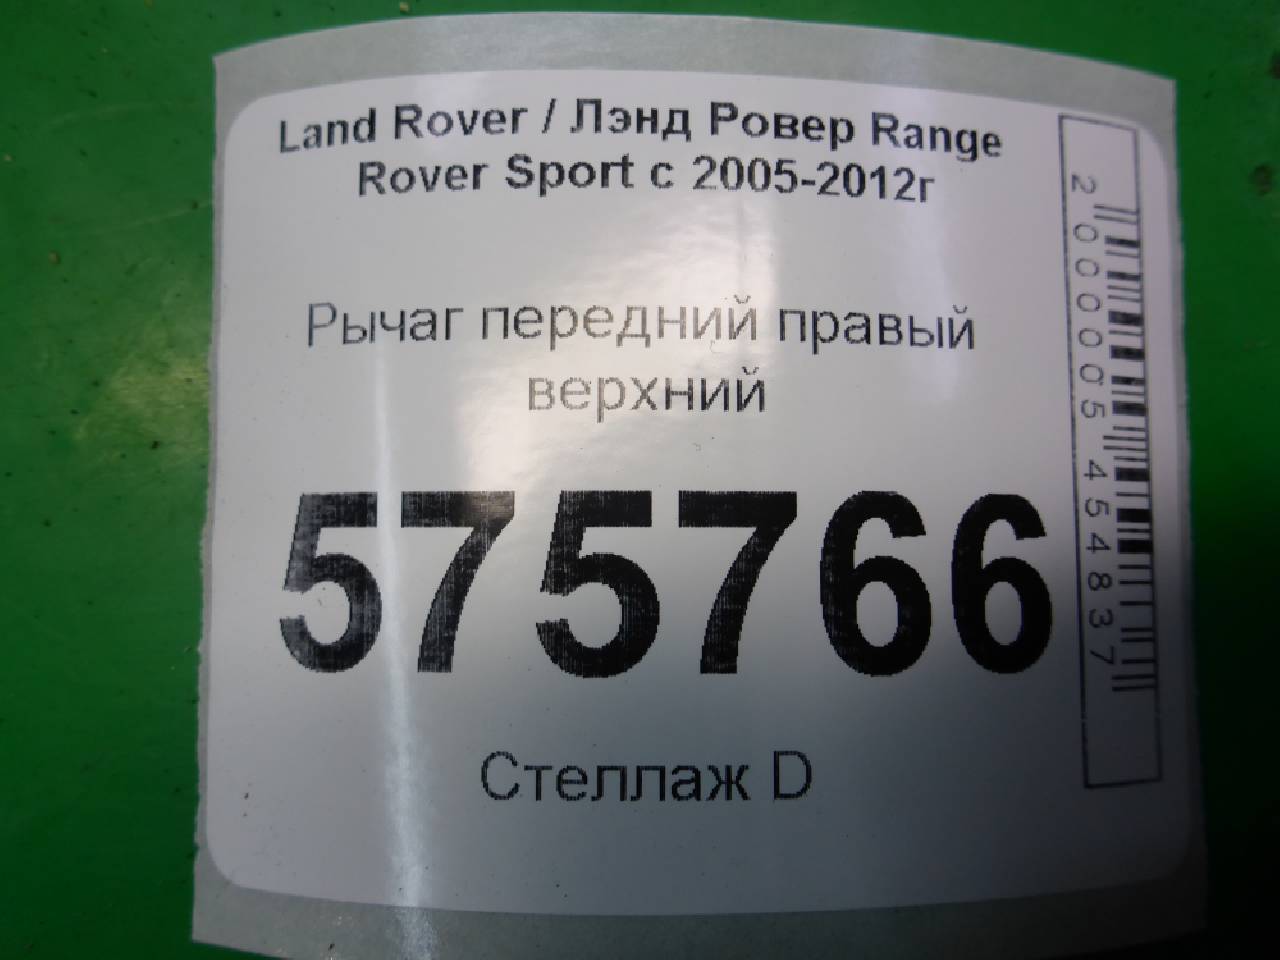 Land Rover / Лэнд Ровер Range
Rover Sport с 2005-2012г
Рычаг передний правый
верхний
575766
Стеллаж D
2000005454837